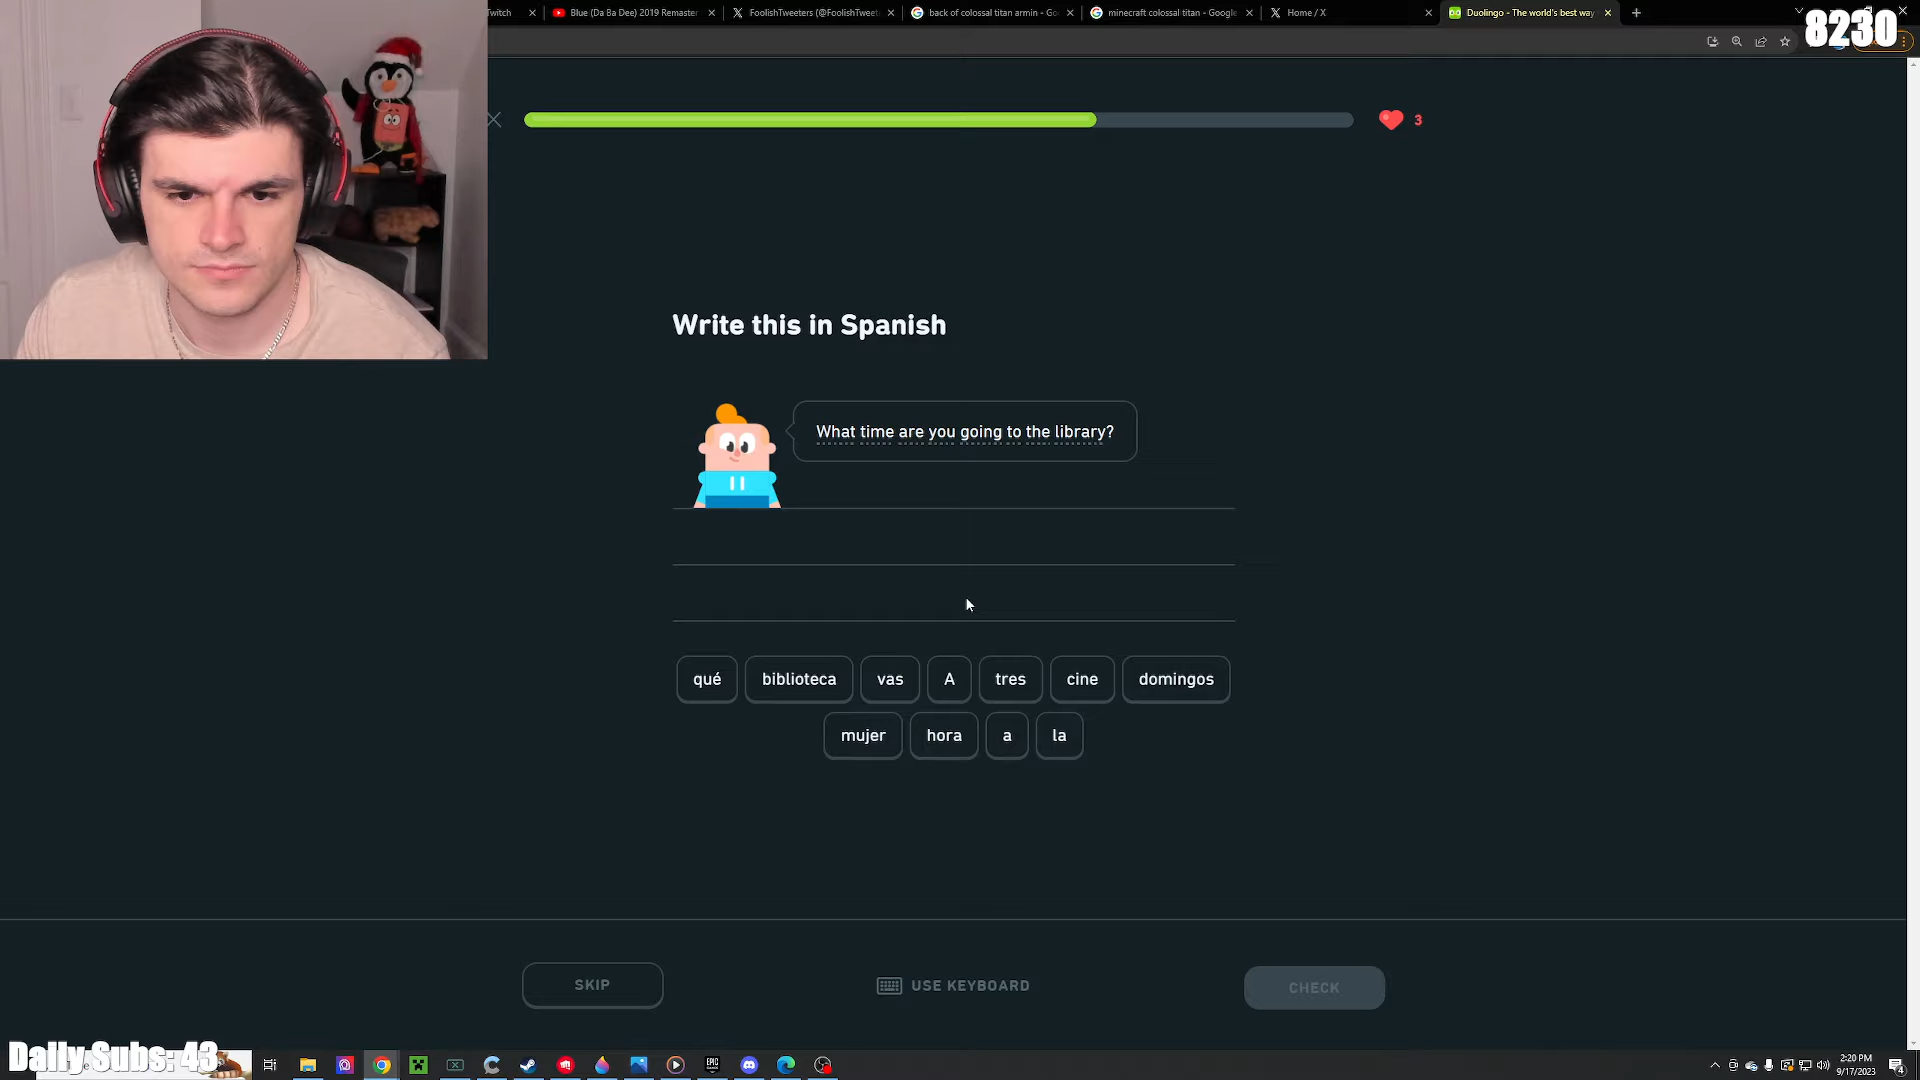 witch
Blue (Da Ba Dee) 2019 Remaster
FoolishTweeters (@FoolishTweet
back of colossal titan armin - Go
minecraft colossal titan - Google
Home / X
Duolingo - The world's best way
8230
3
Write this in Spanish
What time are you going to the library?
qué biblioteca vas A tres cine domingos
mujer hora a la
SKIP
USE KEYBOARD
CHECK
Daily Subs: 43
EPIC
2:20 PM
9/17/2023
4